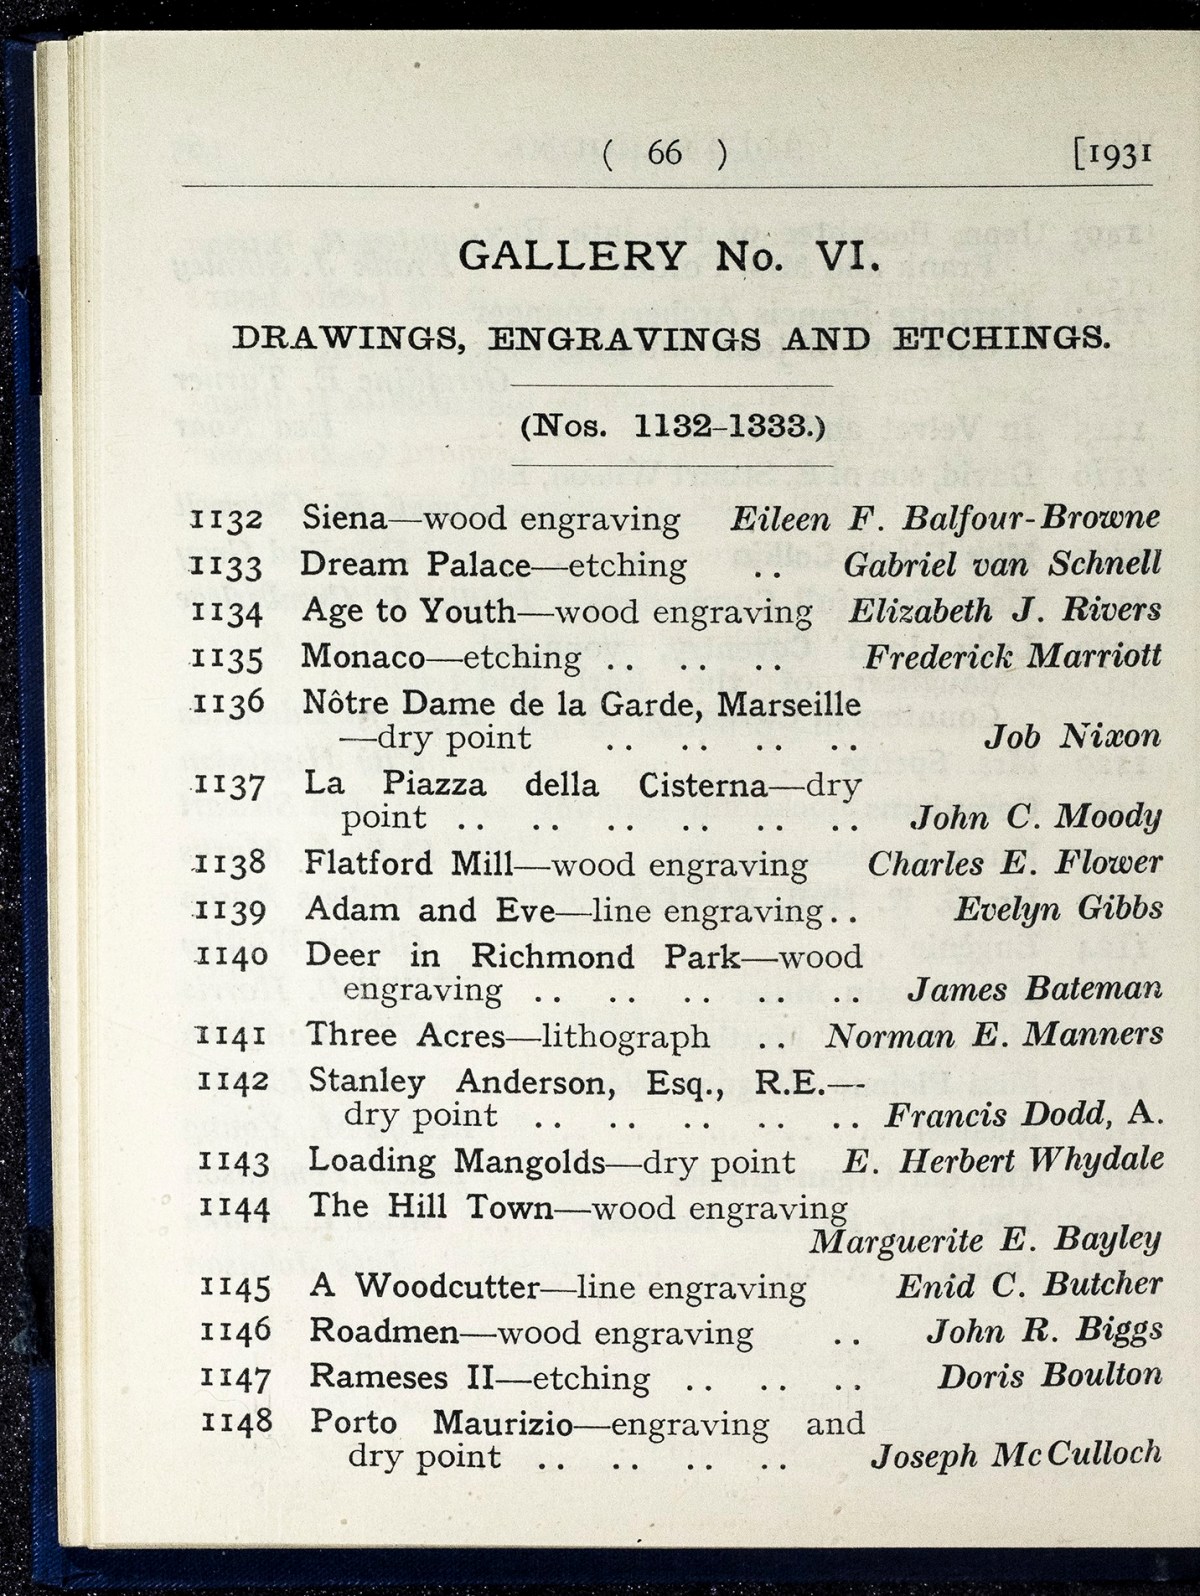 ( 66 ) [1931
GALLERY No. VI.
DRAWINGS, ENGRAVINGS AND ETCHINGS.
(Nos. 1132-1333.)
1132 Siena—wood engraving Eileen F. Balfour-Browne
1133 Dream Palace—etching .. Gabriel van Schnell
1134 Age to Youth—wood engraving Elizabeth J. Rivers
1135 Monaco—etching .. .. .. Frederick Marriott
1136 Nôtre Dame de la Garde, Marseille
—dry point .. .. .. .. Job Nixon
1137 La Piazza della Cisterna—dry
point .. .. .. .. .. .. John C. Moody
1138 Flatford Mill—wood engraving Charles E. Flower
1139 Adam and Eve—line engraving.. Evelyn Gibbs
1140 Deer in Richmond Park—wood
engraving .. .. .. .. .. James Bateman
1141 Three Acres—lithograph .. Norman E. Manners
1142 Stanley Anderson, Esq., R.E.—
dry point .. .. .. .. .. Francis Dodd, A.
1143 Loading Mangolds—dry point E. Herbert Whydale
1144 The Hill Town—wood engraving
Marguerite E. Bayley
1145 A Woodcutter—line engraving Enid C. Butcher
1146 Roadmen—wood engraving .. John R. Biggs
1147 Rameses II—etching .. .. .. Doris Boulton
1148 Porto Maurizio—engraving and
dry point .. .. .. .. Joseph McCulloch